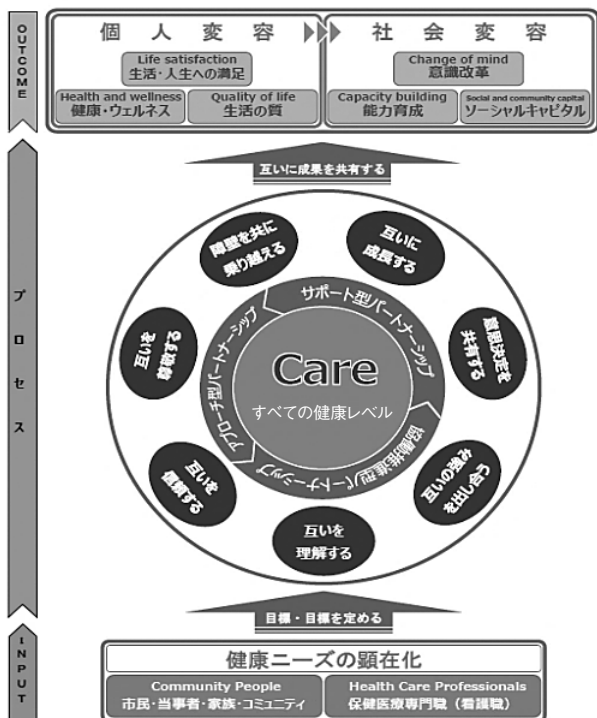 OUTCOME
個人変容
社会変容
Life satisfaction
生活・人生への満足
Change of mind
意識改革
Health and wellness
健康・ウェルネス
Quality of life
生活の質
Capacity building
能力育成
Social and community capital
ソーシャルキャピタル
互いに成果を共有する
プロセス
障壁を共に
乗り越える
互いに
成長する
互いを
尊敬する
意思決定を
共有する
互いを
信頼する
互いの強み
を出し合う
互いを
理解する
サポート型パートナーシップ
アプローチ型パートナーシップ
協働推進型パートナーシップ
Care
すべての健康レベル
目標・目標を定める
INPUT
健康ニーズの顕在化
Community People
市民・当事者・家族・コミュニティ
Health Care Professionals
保健医療専門職（看護職）